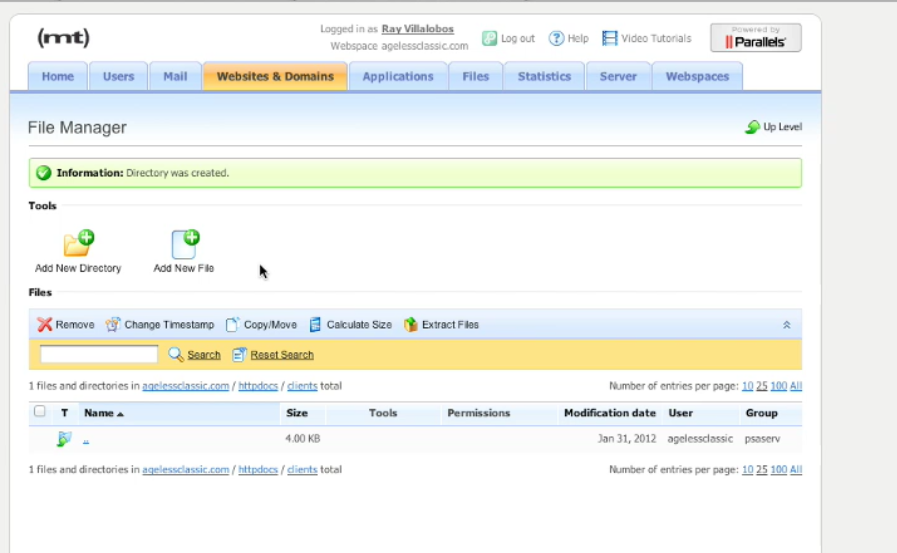 (mt)
Logged in as Ray Villalobos
Webspace agelessclassic.com
Log out
Help
Video Tutorials
Powered by
Parallels'
Home
Users
Mail
Websites & Domains
Applications
Files
Statistics
Server
Webspaces
File Manager
Up Level
Information: Directory was created.
Tools
Add New Directory
Add New File
Files
Remove
Change Timestamp
Copy/Move
Calculate Size
Extract Files
Search
Reset Search
1 files and directories in agelessclassic.com / httpdocs / clients total
Number of entries per page: 10 25 100 All
T Name Size Tools Permissions Modification date User Group
.. 4.00 KB Jan 31, 2012 agelessclassic psaserv
1 files and directories in agelessclassic.com / httpdocs / clients total
Number of entries per page: 10 25 100 All